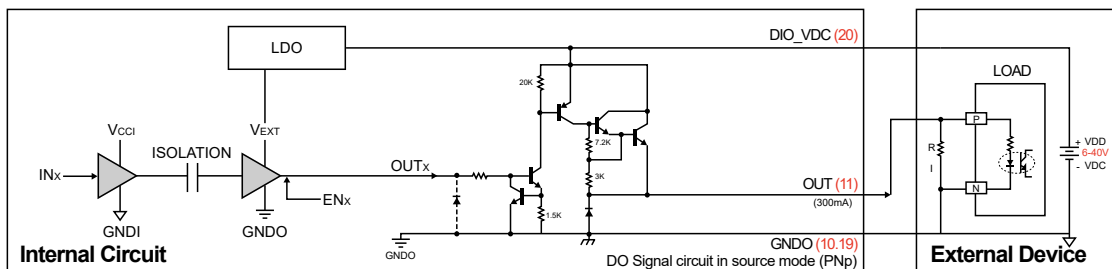 LDO
DIO_VDC (20)
LOAD
20K
VCCI
VEXT
ISOLATION
7.2K
P
R
I
+ VDD
6-40V
- VDC
INX
OUTX
3K
N
ENX
OUT (11)
(300mA)
1.5K
GNDI
GNDO
GNDO
GNDO (10.19)
Internal Circuit
DO Signal circuit in source mode (PNp)
External Device